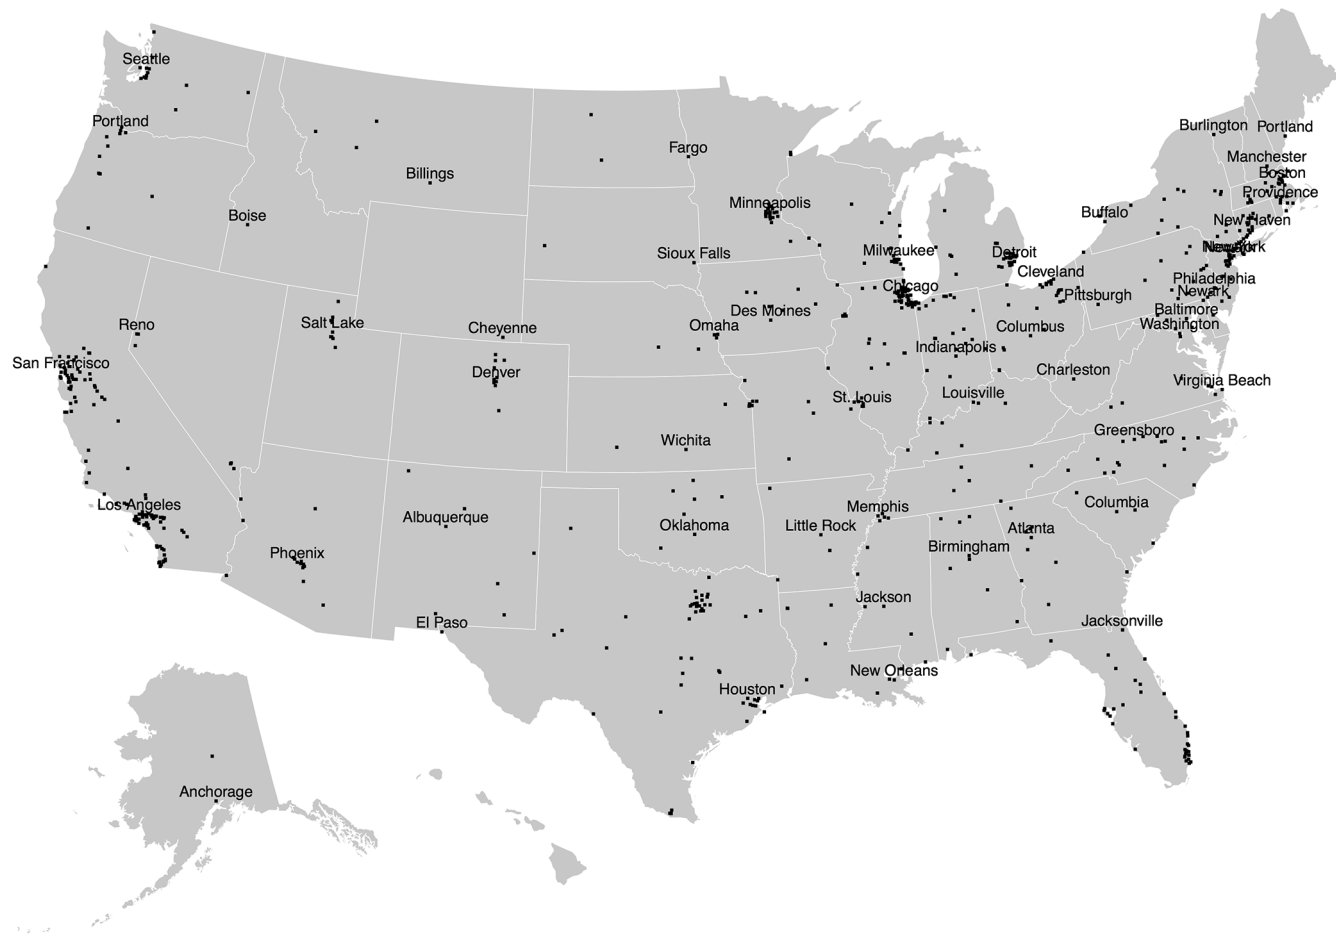 Seattle
Portland
Burlington
Portland
Fargo
Manchester
Boston
Billings
Providence
Minneapolis
Boise
Buffalo
New Haven
Sioux Falls
Milwaukee
Detroit
New York
Cleveland
Philadelphia
Chicago
Newark
Pittsburgh
Des Moines
Baltimore
Reno
Salt Lake
Cheyenne
Omaha
Columbus
Washington
Indianapolis
San Francisco
Denver
Charleston
Virginia Beach
St. Louis
Louisville
Greensboro
Wichita
Los Angeles
Albuquerque
Memphis
Columbia
Oklahoma
Little Rock
Atlanta
Phoenix
Birmingham
Jackson
El Paso
Jacksonville
New Orleans
Houston
Anchorage